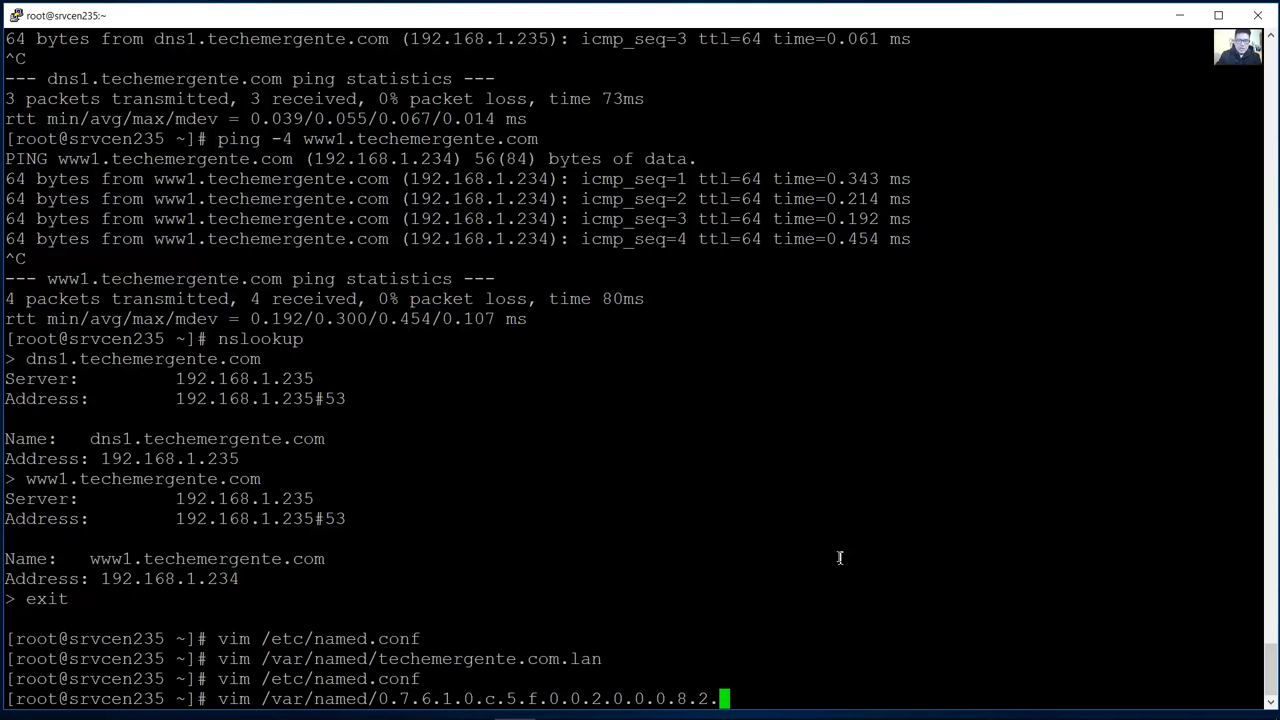 root@srvcen235:~
64 bytes from dns1.techemergente.com (192.168.1.235): icmp_seq=3 ttl=64 time=0.061 ms
^C
--- dns1.techemergente.com ping statistics ---
3 packets transmitted, 3 received, 0% packet loss, time 73ms
rtt min/avg/max/mdev = 0.039/0.055/0.067/0.014 ms
[root@srvcen235 ~]# ping -4 www1.techemergente.com
PING www1.techemergente.com (192.168.1.234) 56(84) bytes of data.
64 bytes from www1.techemergente.com (192.168.1.234): icmp_seq=1 ttl=64 time=0.343 ms
64 bytes from www1.techemergente.com (192.168.1.234): icmp_seq=2 ttl=64 time=0.214 ms
64 bytes from www1.techemergente.com (192.168.1.234): icmp_seq=3 ttl=64 time=0.192 ms
64 bytes from www1.techemergente.com (192.168.1.234): icmp_seq=4 ttl=64 time=0.454 ms
^C
--- www1.techemergente.com ping statistics ---
4 packets transmitted, 4 received, 0% packet loss, time 80ms
rtt min/avg/max/mdev = 0.192/0.300/0.454/0.107 ms
[root@srvcen235 ~]# nslookup
> dns1.techemergente.com
Server:         192.168.1.235
Address:        192.168.1.235#53
Name:   dns1.techemergente.com
Address: 192.168.1.235
> www1.techemergente.com
Server:         192.168.1.235
Address:        192.168.1.235#53
Name:   www1.techemergente.com
Address: 192.168.1.234
> exit
[root@srvcen235 ~]# vim /etc/named.conf
[root@srvcen235 ~]# vim /var/named/techemergente.com.lan
[root@srvcen235 ~]# vim /etc/named.conf
[root@srvcen235 ~]# vim /var/named/0.7.6.1.0.c.5.f.0.0.2.0.0.0.8.2.